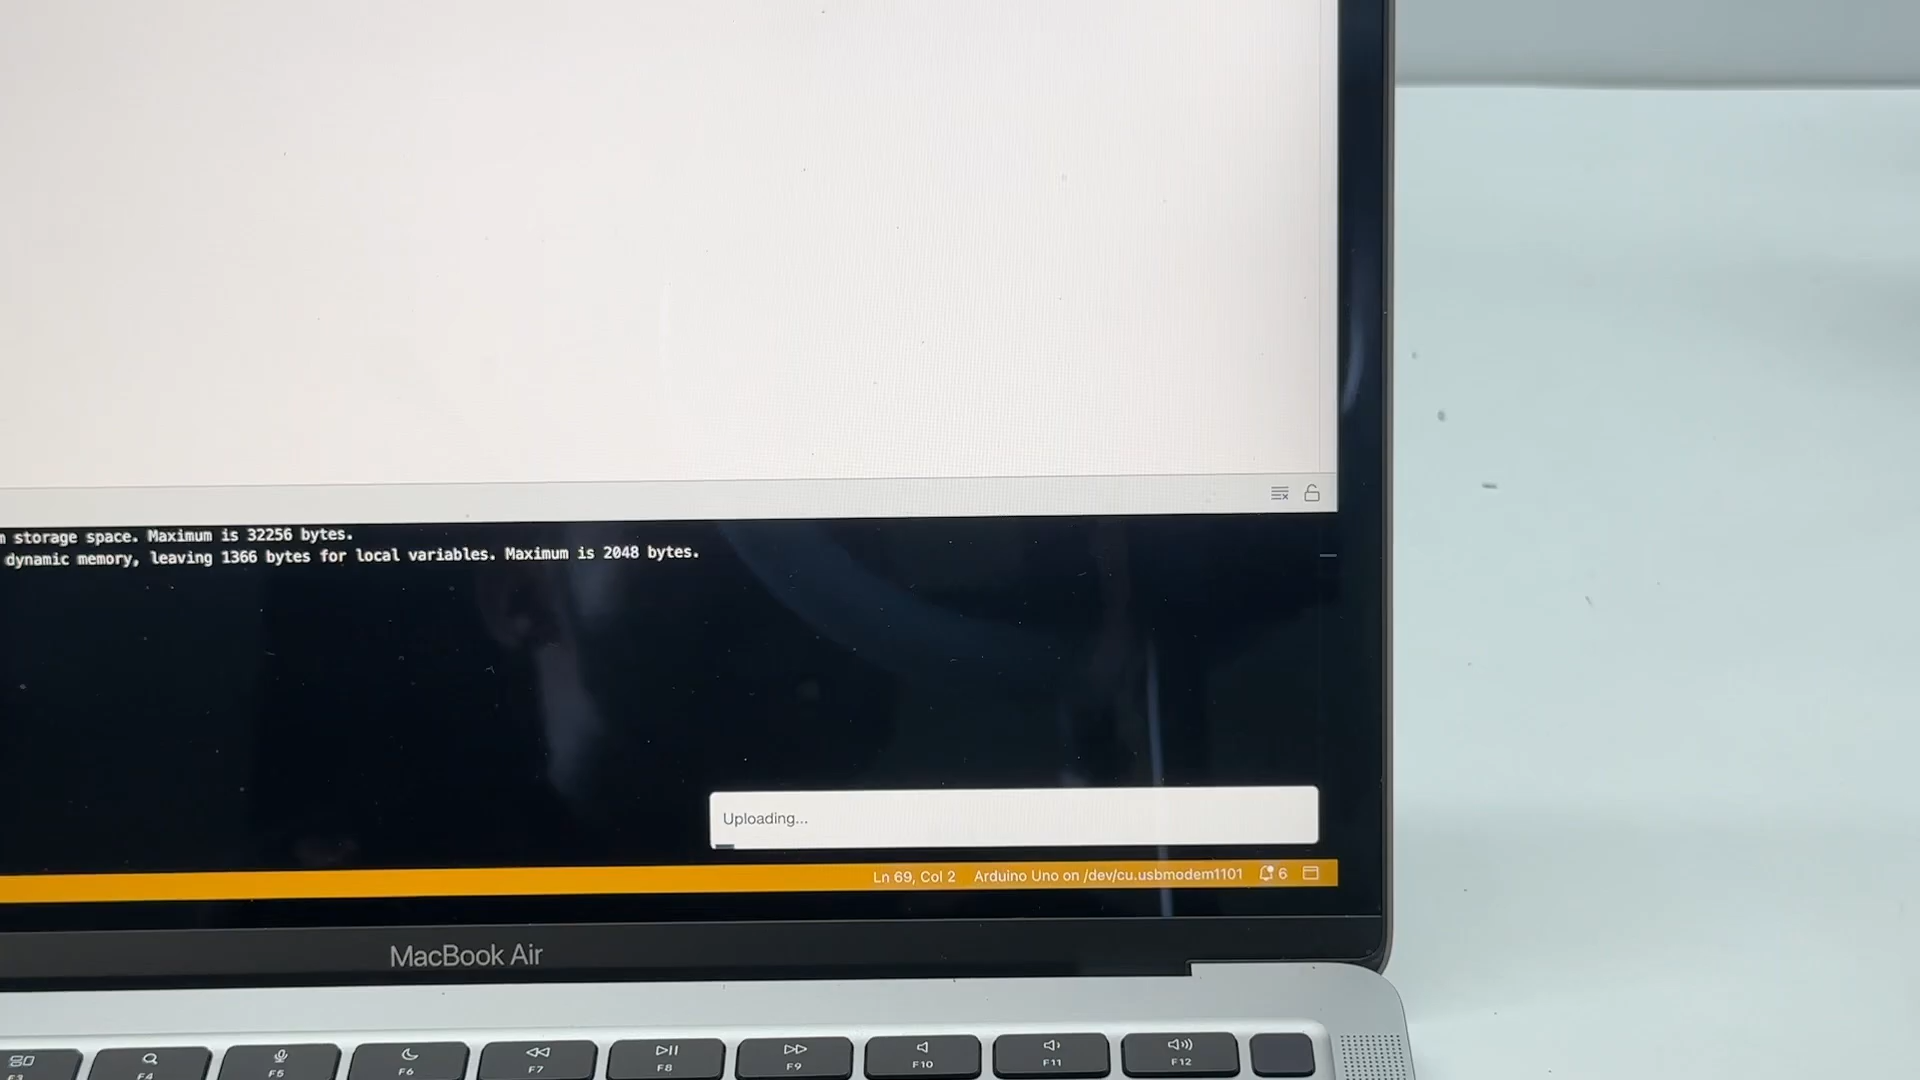 storage space. Maximum is 32256 bytes.
dynamic memory, leaving 1366 bytes for local variables. Maximum is 2048 bytes.
Uploading...
Ln 69, Col 2 Arduino Uno on /dev/cu.usbmodem1101 6
MacBook Air
F3 F4 F5 F6 F7 F8 F9 F10 F11 F12